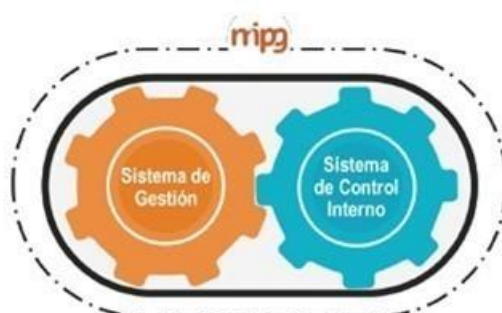 mipg
Sistema de
Gestión
Sistema
de Control
Interno